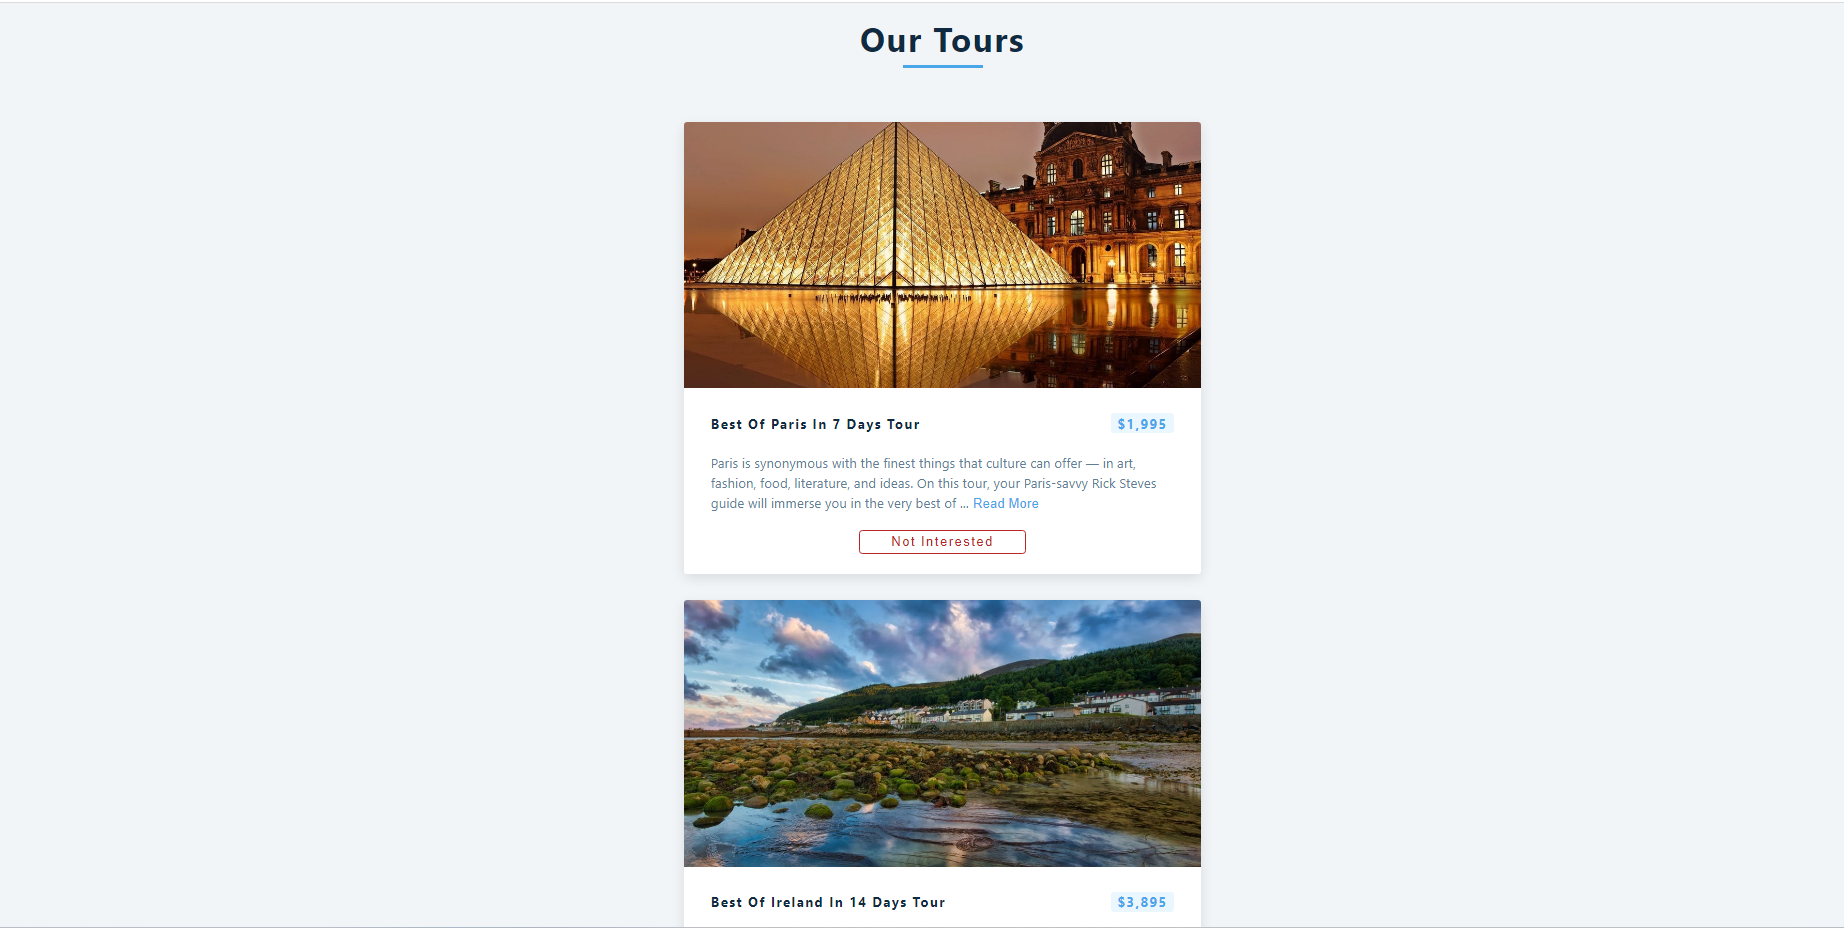 Our Tours
Best Of Paris In 7 Days Tour
$1,995
Paris is synonymous with the finest things that culture can offer — in art,
fashion, food, literature, and ideas. On this tour, your Paris-savvy Rick Steves
guide will immerse you in the very best of ... Read More
Not Interested
Best Of Ireland In 14 Days Tour
$3,895